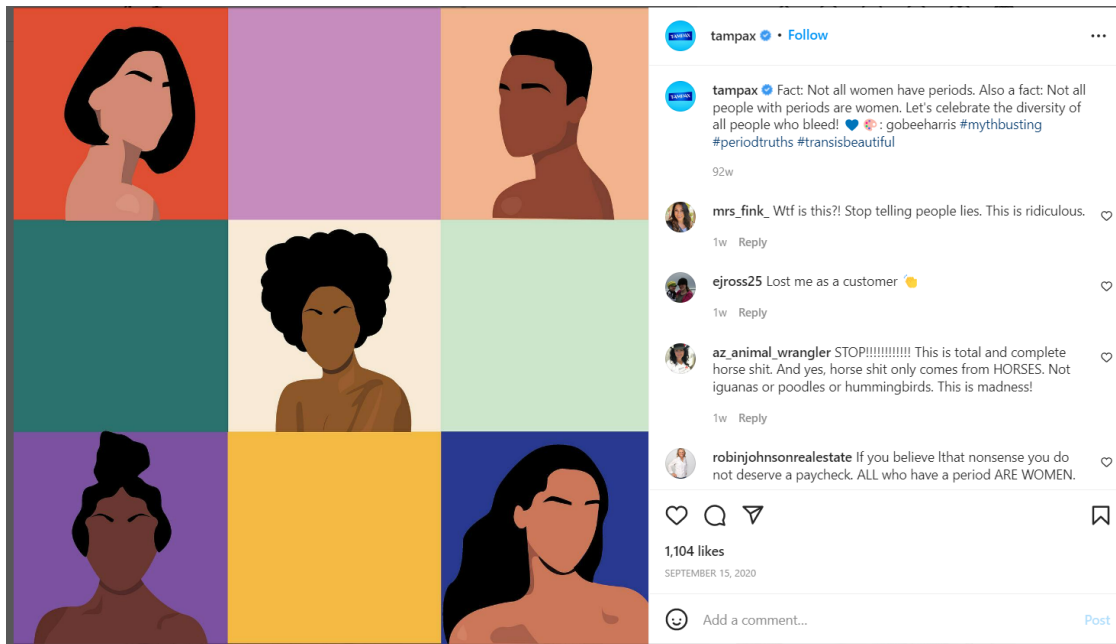 tampax • Follow
tampax Fact: Not all women have periods. Also a fact: Not all
people with periods are women. Let's celebrate the diversity of
all people who bleed! 💙 🎨: gobeeharris #mythbusting
#periodtruths #transisbeautiful
92w
mrs_fink_ Wtf is this?! Stop telling people lies. This is ridiculous.
1w Reply
ejross25 Lost me as a customer 👏
1w Reply
az_animal_wrangler STOP!!!!!!!!!!!! This is total and complete
horse shit. And yes, horse shit only comes from HORSES. Not
iguanas or poodles or hummingbirds. This is madness!
1w Reply
robinjohnsonrealestate If you believe lthat nonsense you do
not deserve a paycheck. ALL who have a period ARE WOMEN.
1,104 likes
SEPTEMBER 15, 2020
Add a comment...
Post